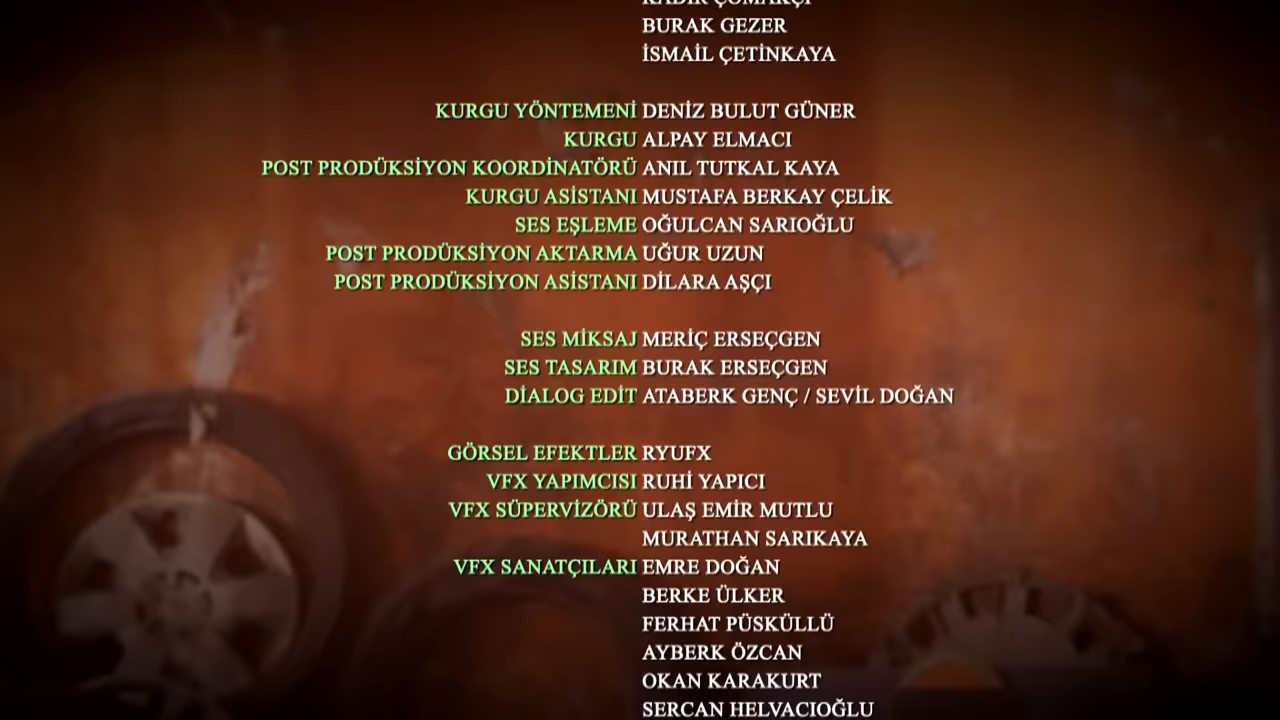 KADİR ÇOMAKÇI
BURAK GEZER
İSMAİL ÇETİNKAYA
KURGU YÖNTEMENİ DENİZ BULUT GÜNER
KURGU ALPAY ELMACI
POST PRODÜKSİYON KOORDİNATÖRÜ ANIL TUTKAL KAYA
KURGU ASİSTANI MUSTAFA BERKAY ÇELİK
SES EŞLEME OĞULCAN SARIOĞLU
POST PRODÜKSİYON AKTARMA UĞUR UZUN
POST PRODÜKSİYON ASİSTANI DİLARA AŞÇI
SES MİKSAJ MERİÇ ERSEÇGEN
SES TASARIM BURAK ERSEÇGEN
DİALOG EDİT ATABERK GENÇ / SEVİL DOĞAN
GÖRSEL EFEKTLER RYUFX
VFX YAPIMCISI RUHİ YAPICI
VFX SÜPERVİZÖRÜ ULAŞ EMİR MUTLU
MURATHAN SARIKAYA
VFX SANATÇILARI EMRE DOĞAN
BERKE ÜLKER
FERHAT PÜSKÜLLÜ
AYBERK ÖZCAN
OKAN KARAKURT
SERCAN HELVACIOĞLU